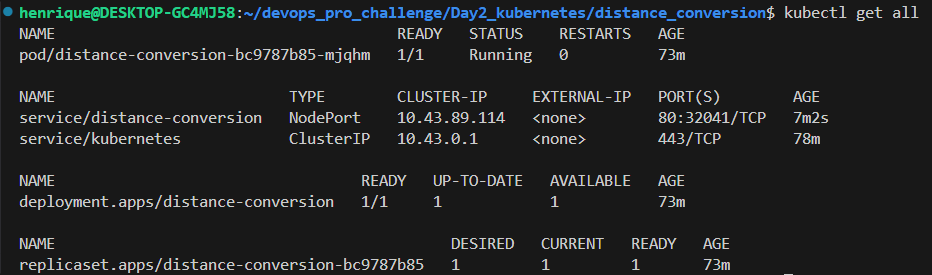 henrique@DESKTOP-GC4MJ58:~/devops_pro_challenge/Day2_kubernetes/distance_conversion$ kubectl get all
NAME READY STATUS RESTARTS AGE
pod/distance-conversion-bc9787b85-mjqhm 1/1 Running 0 73m
NAME TYPE CLUSTER-IP EXTERNAL-IP PORT(S) AGE
service/distance-conversion NodePort 10.43.89.114 <none> 80:32041/TCP 7m2s
service/kubernetes ClusterIP 10.43.0.1 <none> 443/TCP 78m
NAME READY UP-TO-DATE AVAILABLE AGE
deployment.apps/distance-conversion 1/1 1 1 73m
NAME DESIRED CURRENT READY AGE
replicaset.apps/distance-conversion-bc9787b85 1 1 1 73m